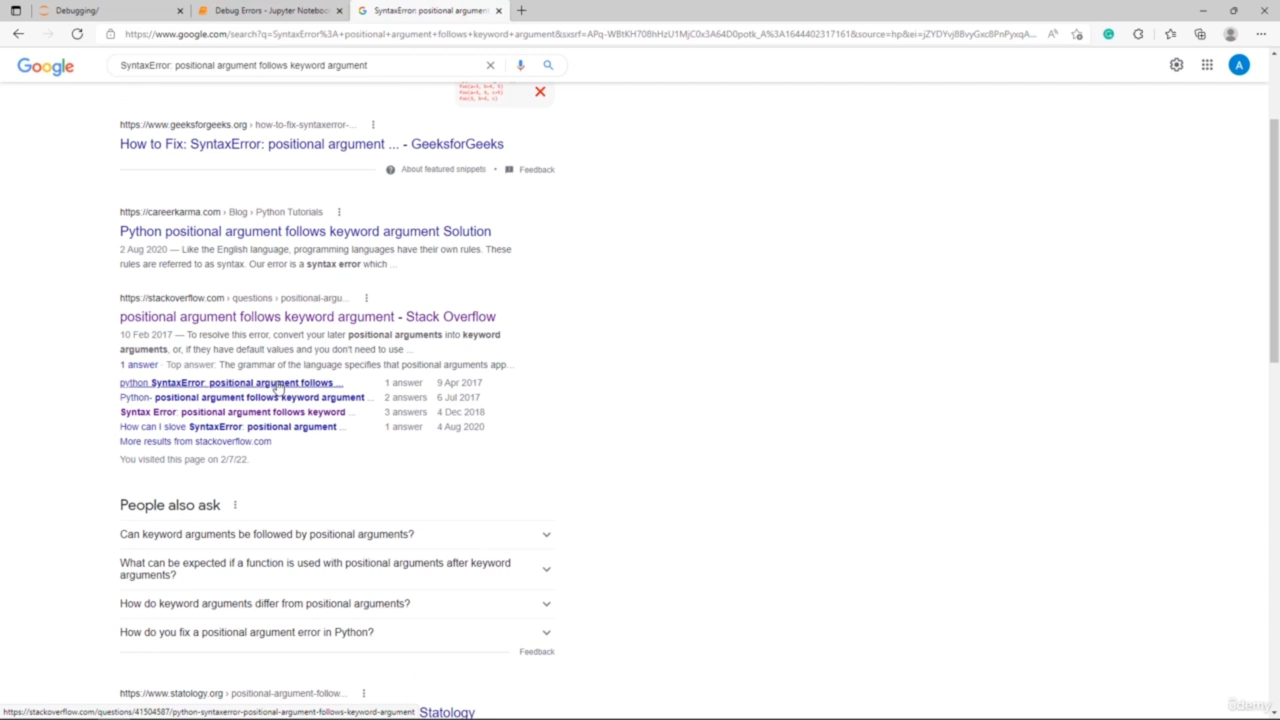 Debugging/
Debug Errors - Jupyter Notebook
SyntaxError: positional argument
https://www.google.com/search?q=SyntaxError%3A+positional+argument+follows+keyword+argument&sxsrf=
Google
SyntaxError: positional argument follows keyword argument
A
https://www.geeksforgeeks.org › how-to-fix-syntaxerror-...
How to Fix: SyntaxError: positional argument ... - GeeksforGeeks
About featured snippets • Feedback
https://careerkarma.com › Blog › Python Tutorials
Python positional argument follows keyword argument Solution
2 Aug 2020 — Like the English language, programming languages have their own rules. These
rules are referred to as syntax. Our error is a syntax error which ...
https://stackoverflow.com › questions › positional-argu...
positional argument follows keyword argument - Stack Overflow
10 Feb 2017 — To resolve this error, convert your later positional arguments into keyword
arguments, or, if they have default values and you don't need to use ...
1 answer · Top answer: The grammar of the language specifies that positional arguments app...
python SyntaxError: positional argument follows ... 1 answer 9 Apr 2017
Python- positional argument follows keyword argument ... 2 answers 6 Jul 2017
Syntax Error: positional argument follows keyword ... 3 answers 4 Dec 2018
How can I slove SyntaxError: positional argument ... 1 answer 4 Aug 2020
More results from stackoverflow.com
You visited this page on 2/7/22.
People also ask
Can keyword arguments be followed by positional arguments?
What can be expected if a function is used with positional arguments after keyword
arguments?
How do keyword arguments differ from positional arguments?
How do you fix a positional argument error in Python?
Feedback
https://www.statology.org › positional-argument-follow...
https://stackoverflow.com/questions/41504587/python-syntaxerror-positional-argument-follows-keyword-argument
Statology
ûdemy